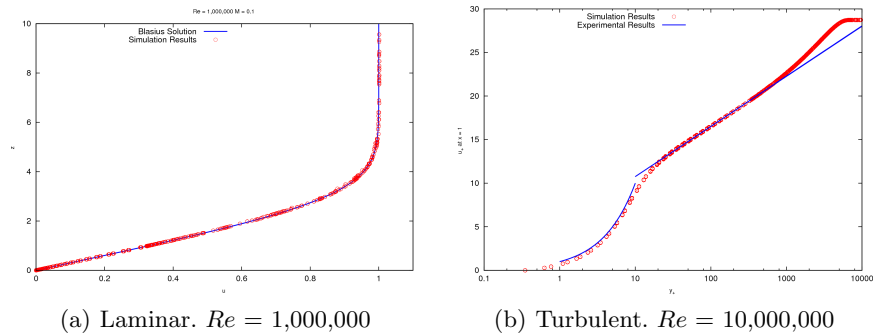 Re = 1,000,000 M = 0.1
Blasius Solution
Simulation Results
10
8
6
4
2
0
z
0
0.2
0.4
0.6
0.8
1
u
(a) Laminar. Re = 1,000,000
Simulation Results
Experimental Results
30
25
20
15
10
5
0
u+ at x = 1
1
10
100
1000
10000
y+
(b) Turbulent. Re = 10,000,000